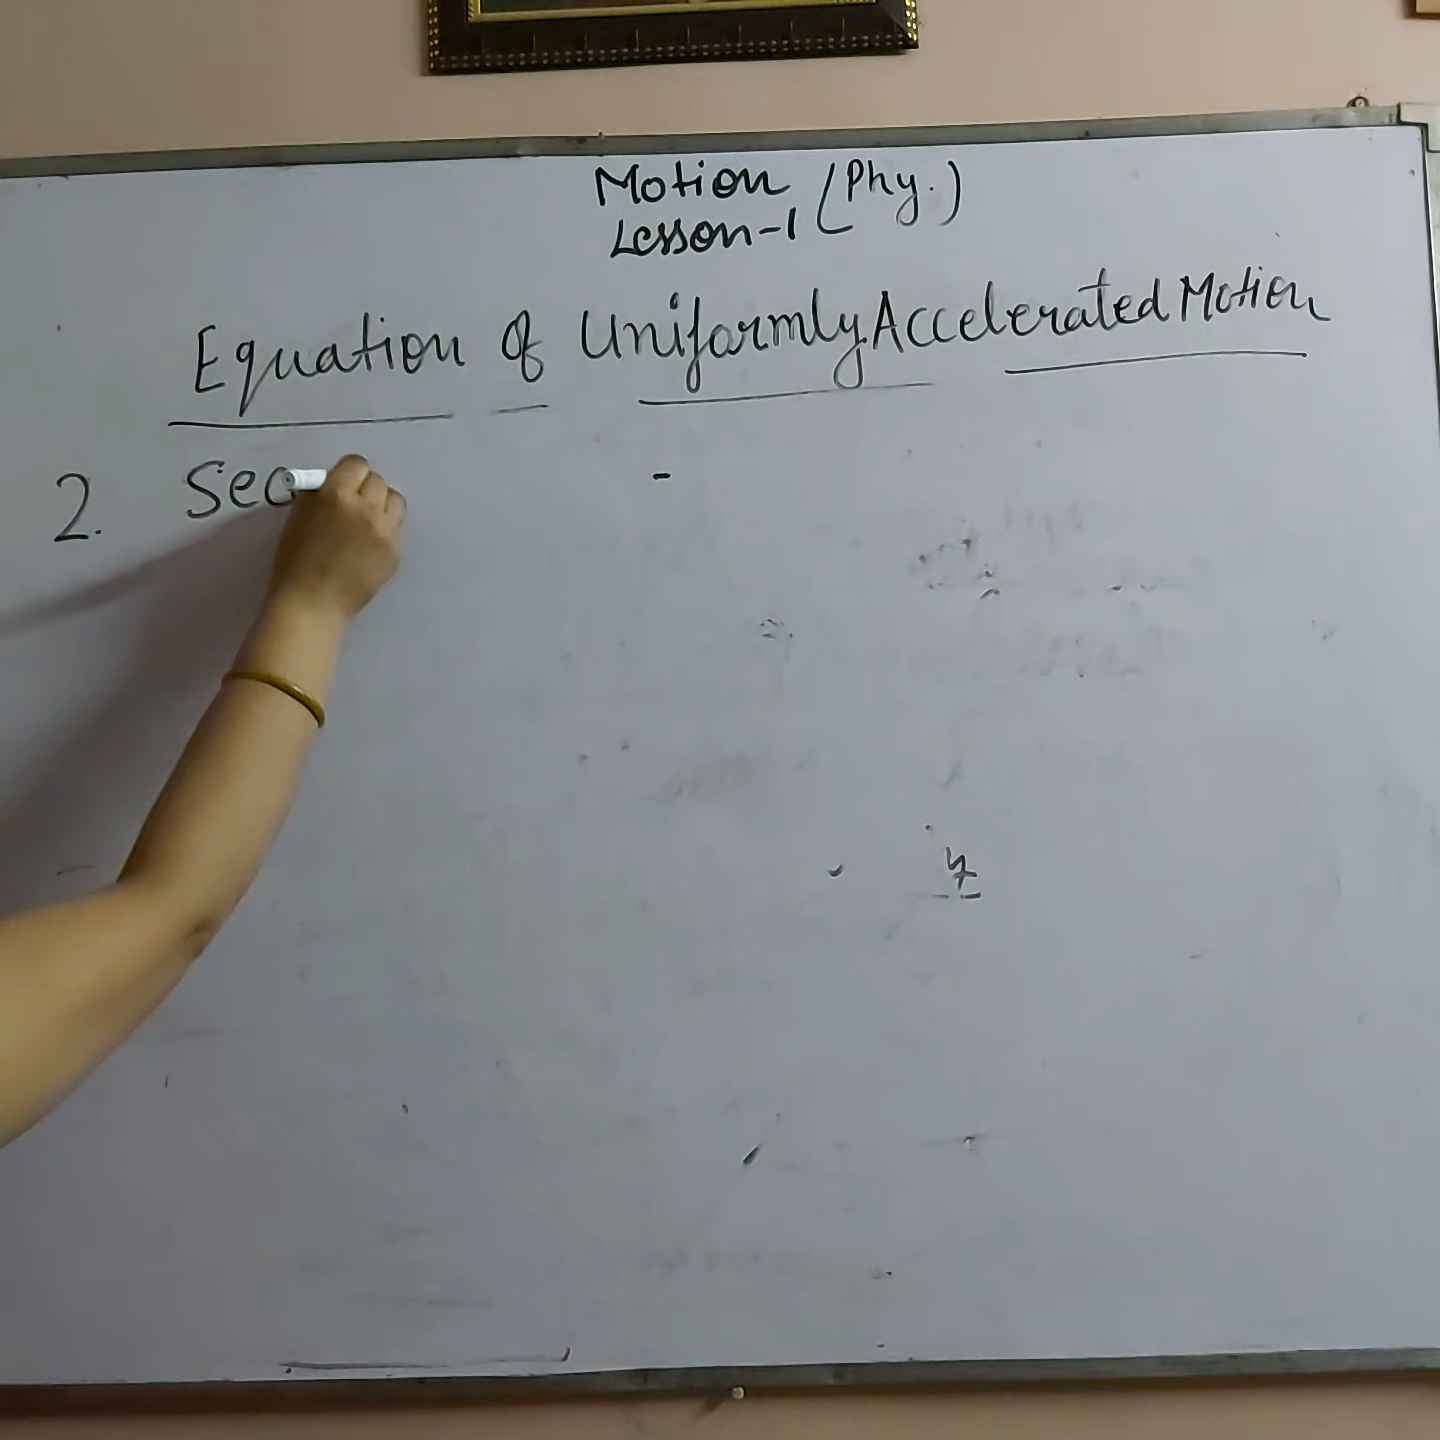 Motion (Phy.)
Lesson-1
Equation of Uniformly Accelerated Motion
2. Sec